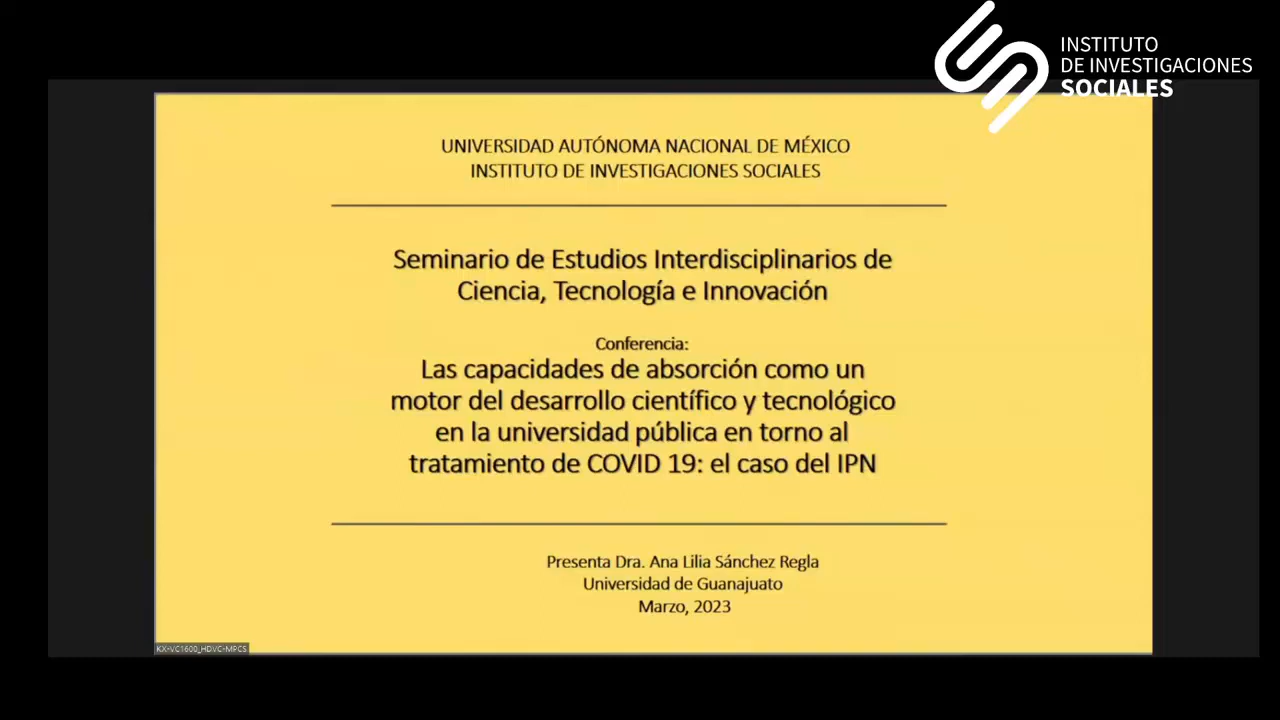 INSTITUTO
DE INVESTIGACIONES
SOCIALES
UNIVERSIDAD AUTÓNOMA NACIONAL DE MÉXICO
INSTITUTO DE INVESTIGACIONES SOCIALES
Seminario de Estudios Interdisciplinarios de
Ciencia, Tecnología e Innovación
Conferencia:
Las capacidades de absorción como un
motor del desarrollo científico y tecnológico
en la universidad pública en torno al
tratamiento de COVID 19: el caso del IPN
Presenta Dra. Ana Lilia Sánchez Regla
Universidad de Guanajuato
Marzo, 2023
KX-VC1600_HDVC-MPCS